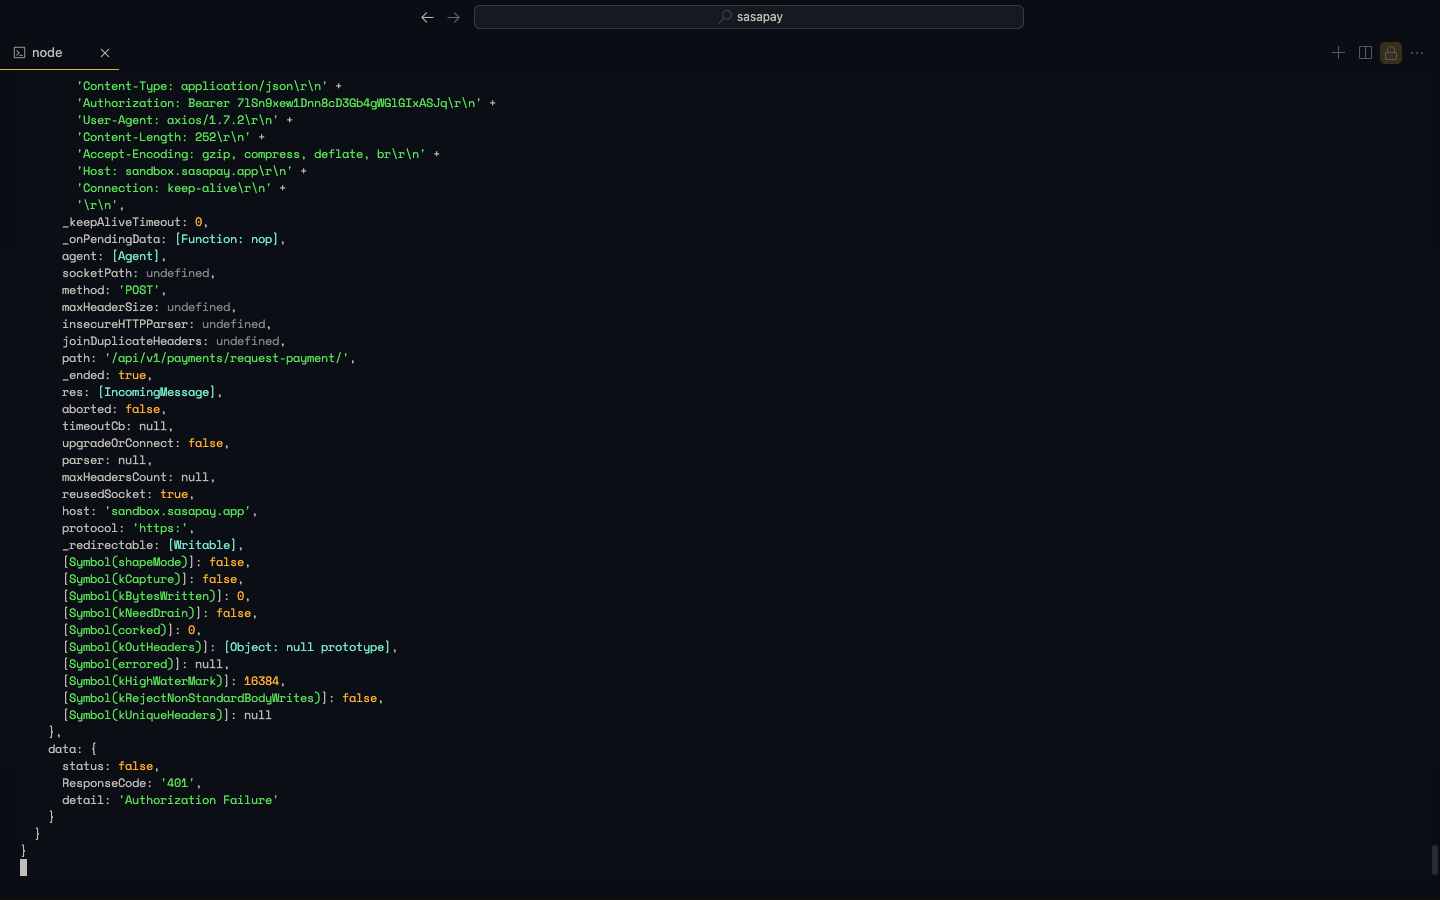 sasapay
node
'Content-Type: application/json\r\n' +
'Authorization: Bearer 7lSn9xew1Dnn8cD3Gb4gWGlGIxASJq\r\n' +
'User-Agent: axios/1.7.2\r\n' +
'Content-Length: 252\r\n' +
'Accept-Encoding: gzip, compress, deflate, br\r\n' +
'Host: sandbox.sasapay.app\r\n' +
'Connection: keep-alive\r\n' +
'\r\n',
_keepAliveTimeout: 0,
_onPendingData: [Function: nop],
agent: [Agent],
socketPath: undefined,
method: 'POST',
maxHeaderSize: undefined,
insecureHTTPParser: undefined,
joinDuplicateHeaders: undefined,
path: '/api/v1/payments/request-payment/',
_ended: true,
res: [IncomingMessage],
aborted: false,
timeoutCb: null,
upgradeOrConnect: false,
parser: null,
maxHeadersCount: null,
reusedSocket: true,
host: 'sandbox.sasapay.app',
protocol: 'https:',
_redirectable: [Writable],
[Symbol(shapeMode)]: false,
[Symbol(kCapture)]: false,
[Symbol(kBytesWritten)]: 0,
[Symbol(kNeedDrain)]: false,
[Symbol(corked)]: 0,
[Symbol(kOutHeaders)]: [Object: null prototype],
[Symbol(errored)]: null,
[Symbol(kHighWaterMark)]: 16384,
[Symbol(kRejectNonStandardBodyWrites)]: false,
[Symbol(kUniqueHeaders)]: null
},
data: {
status: false,
ResponseCode: '401',
detail: 'Authorization Failure'
}
}
}